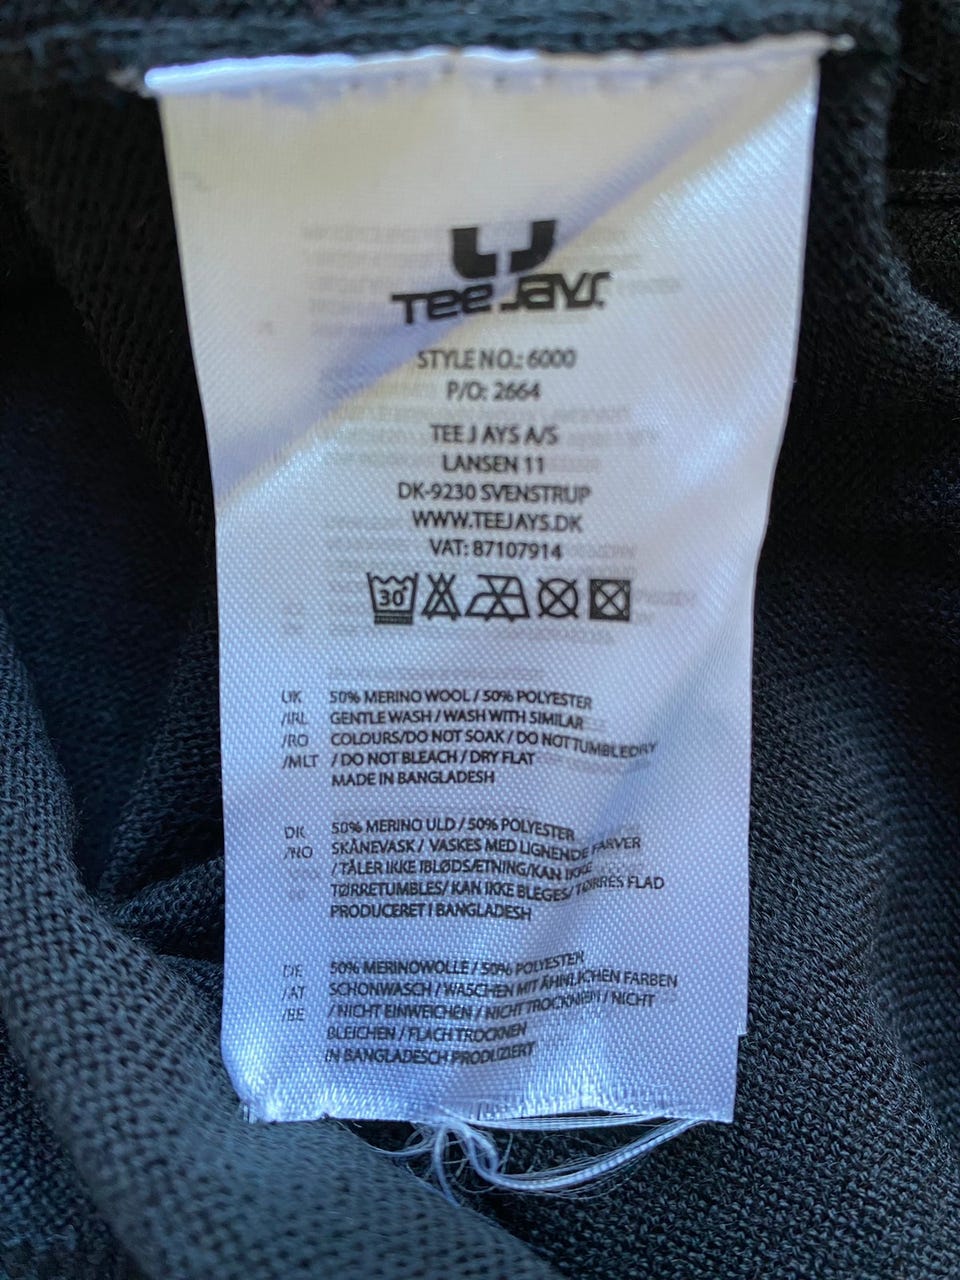 TEE JAYS
STYLE NO.: 6000
P/O: 2664
TEE JAYS A/S
LANSEN 11
DK-9230 SVENSTRUP
WWW.TEEJAYS.DK
VAT: 87107914
30°
UK 50% MERINO WOOL / 50% POLYESTER
/IRL GENTLE WASH / WASH WITH SIMILAR
/RO COLOURS/DO NOT SOAK / DO NOT TUMBLEDRY
/MLT / DO NOT BLEACH / DRY FLAT
MADE IN BANGLADESH
DK 50% MERINO ULD / 50% POLYESTER
/NO SKÅNEVASK / VASKES MED LIGNENDE FARVER
/ TÅLER IKKE IBLØDSÆTNING/KAN IKKE
TØRRETUMBLES/ KAN IKKE BLEGES/ TØRRES FLAD
PRODUCERET I BANGLADESH
DE 50% MERINOWOLLE / 50% POLYESTER
/AT SCHONWASCH / WASCHEN MIT ÄHNLICHEN FARBEN
/BE / NICHT EINWEICHEN / NICHT TROCKNEN / NICHT
BLEICHEN / FLACH TROCKNEN
IN BANGLADESCH PRODUZIERT